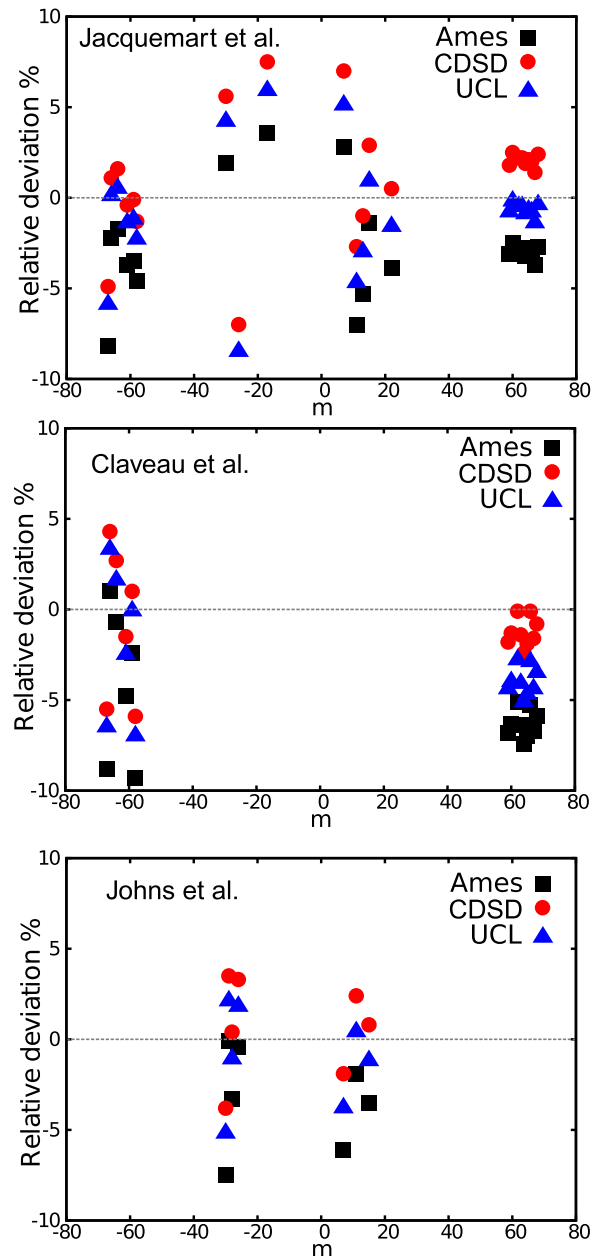 Jacquemart et al.
Ames
CDSD
UCL
Relative deviation %
10
5
0
-5
-10
-80
-60
-40
-20
0
20
40
60
80
m
Claveau et al.
Ames
CDSD
UCL
Relative deviation %
10
5
0
-5
-10
-80
-60
-40
-20
0
20
40
60
80
m
Johns et al.
Ames
CDSD
UCL
Relative deviation %
10
5
0
-5
-10
-80
-60
-40
-20
0
20
40
60
80
m